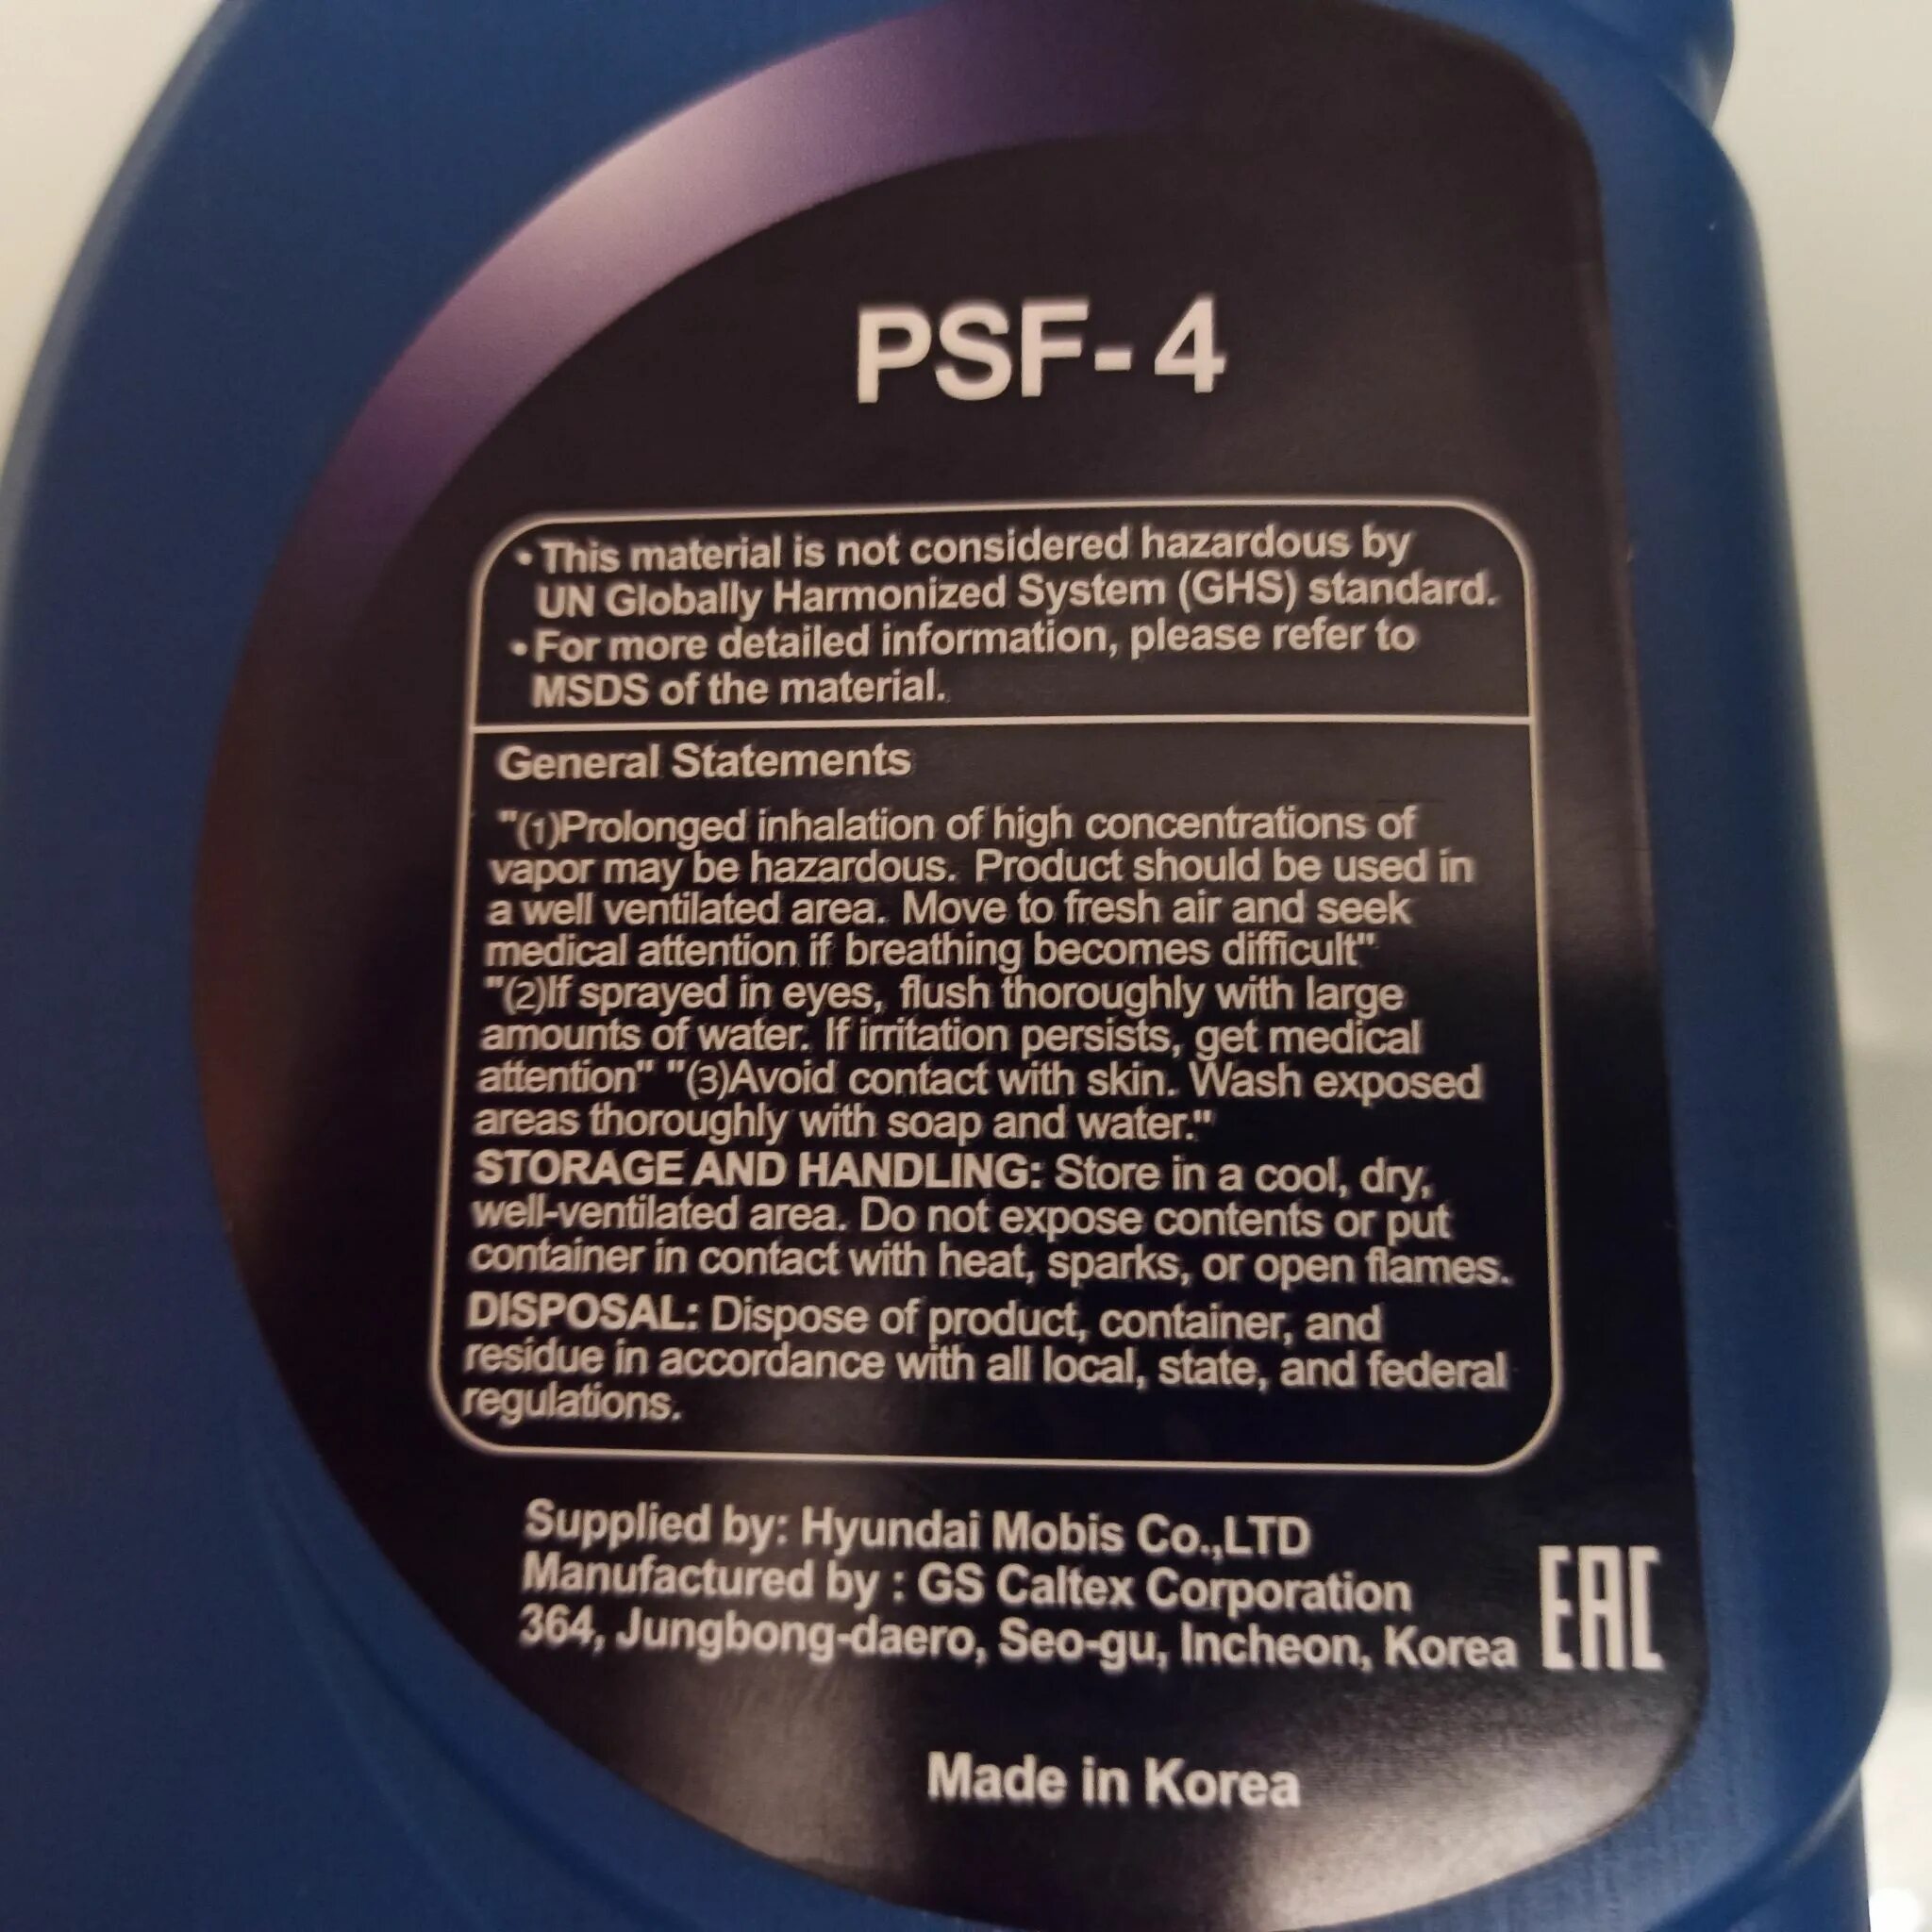 PSF-4
• This material is not considered hazardous by
UN Globally Harmonized System (GHS) standard.
• For more detailed information, please refer to
MSDS of the material.
General Statements
"(1)Prolonged inhalation of high concentrations of
vapor may be hazardous. Product should be used in
a well ventilated area. Move to fresh air and seek
medical attention if breathing becomes difficult"
"(2)If sprayed in eyes, flush thoroughly with large
amounts of water. If irritation persists, get medical
attention" "(3)Avoid contact with skin. Wash exposed
areas thoroughly with soap and water."
STORAGE AND HANDLING: Store in a cool, dry,
well-ventilated area. Do not expose contents or put
container in contact with heat, sparks, or open flames.
DISPOSAL: Dispose of product, container, and
residue in accordance with all local, state, and federal
regulations.
Supplied by: Hyundai Mobis Co.,LTD
Manufactured by : GS Caltex Corporation
364, Jungbong-daero, Seo-gu, Incheon, Korea
EAC
Made in Korea